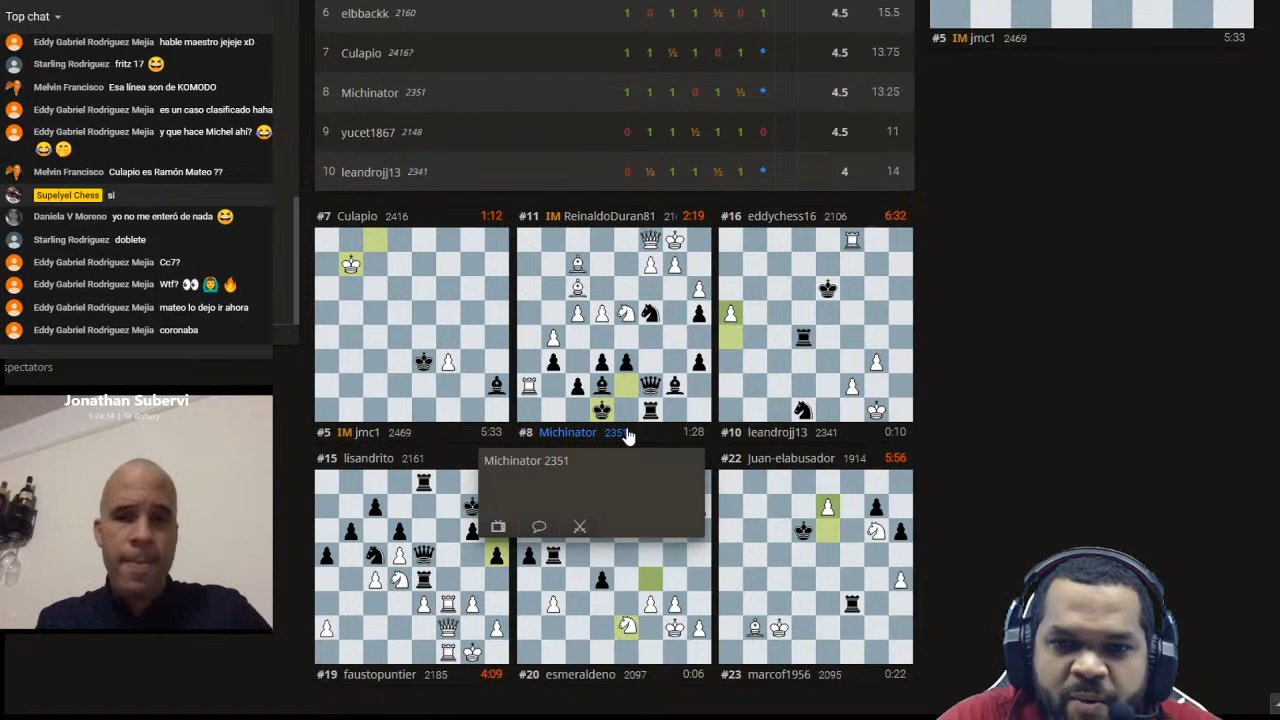 Top chat
Eddy Gabriel Rodriguez Mejia hable maestro jejeje xD
Starling Rodriguez fritz 17
Melvin Francisco Esa línea son de KOMODO
Eddy Gabriel Rodriguez Mejia es un caso clasificado haha
Eddy Gabriel Rodriguez Mejia y que hace Michel ahí?
Melvin Francisco Culapio es Ramón Mateo ??
Supelyel Chess si
Daniela V Moreno yo no me enteró de nada
Starling Rodriguez doblete
Eddy Gabriel Rodriguez Mejia Cc7?
Eddy Gabriel Rodriguez Mejia Wtf?
Eddy Gabriel Rodriguez Mejia mateo lo dejo ir ahora
Eddy Gabriel Rodriguez Mejia coronaba
spectators
Jonathan Subervi
1:24:14 Gallery
6 elbbackk 2160 1 0 1 1 ½ 0 1 4.5 15.5
7 Culapio 2416? 1 1 ½ 1 0 1 * 4.5 13.75
8 Michinator 2351 1 1 1 0 1 ½ * 4.5 13.25
9 yucet1867 2148 0 1 1 ½ 1 1 0 4.5 11
10 leandrojj13 2341 0 ½ 1 1 ½ 1 * 4 14
#7 Culapio 2416 1:12
#5 IM jmc1 2469 5:33
#11 IM ReinaldoDuran81 2:19
#8 Michinator 2351 1:28
#16 eddychess16 2106 6:32
#10 leandrojj13 2341 0:10
Michinator 2351
#15 lisandrito 2161
#19 faustopuntier 2185 4:09
#20 esmeraldeno 2097 0:06
#22 Juan-elabusador 1914 5:56
#23 marcof1956 2095 0:22
#5 IM jmc1 2469 5:33